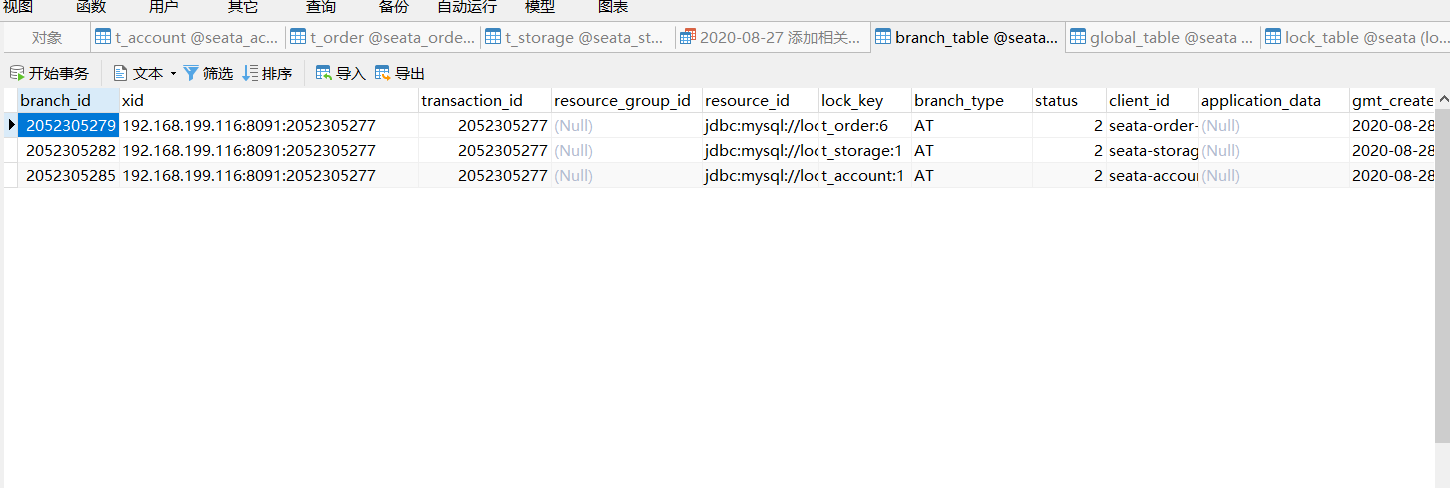 视图 函数 用户 其它 查询 备份 自动运行 模型 图表
对象 t_account @seata_ac... t_order @seata_orde... t_storage @seata_st... 2020-08-27 添加相关... branch_table @seata... global_table @seata ... lock_table @seata (lo...
开始事务 文本 筛选 排序 导入 导出
branch_id xid transaction_id resource_group_id resource_id lock_key branch_type status client_id application_data gmt_create
2052305279 192.168.199.116:8091:2052305277 2052305277 (Null) jdbc:mysql://loc t_order:6 AT 2 seata-order- (Null) 2020-08-28
2052305282 192.168.199.116:8091:2052305277 2052305277 (Null) jdbc:mysql://loc t_storage:1 AT 2 seata-storag (Null) 2020-08-28
2052305285 192.168.199.116:8091:2052305277 2052305277 (Null) jdbc:mysql://loc t_account:1 AT 2 seata-accou (Null) 2020-08-28